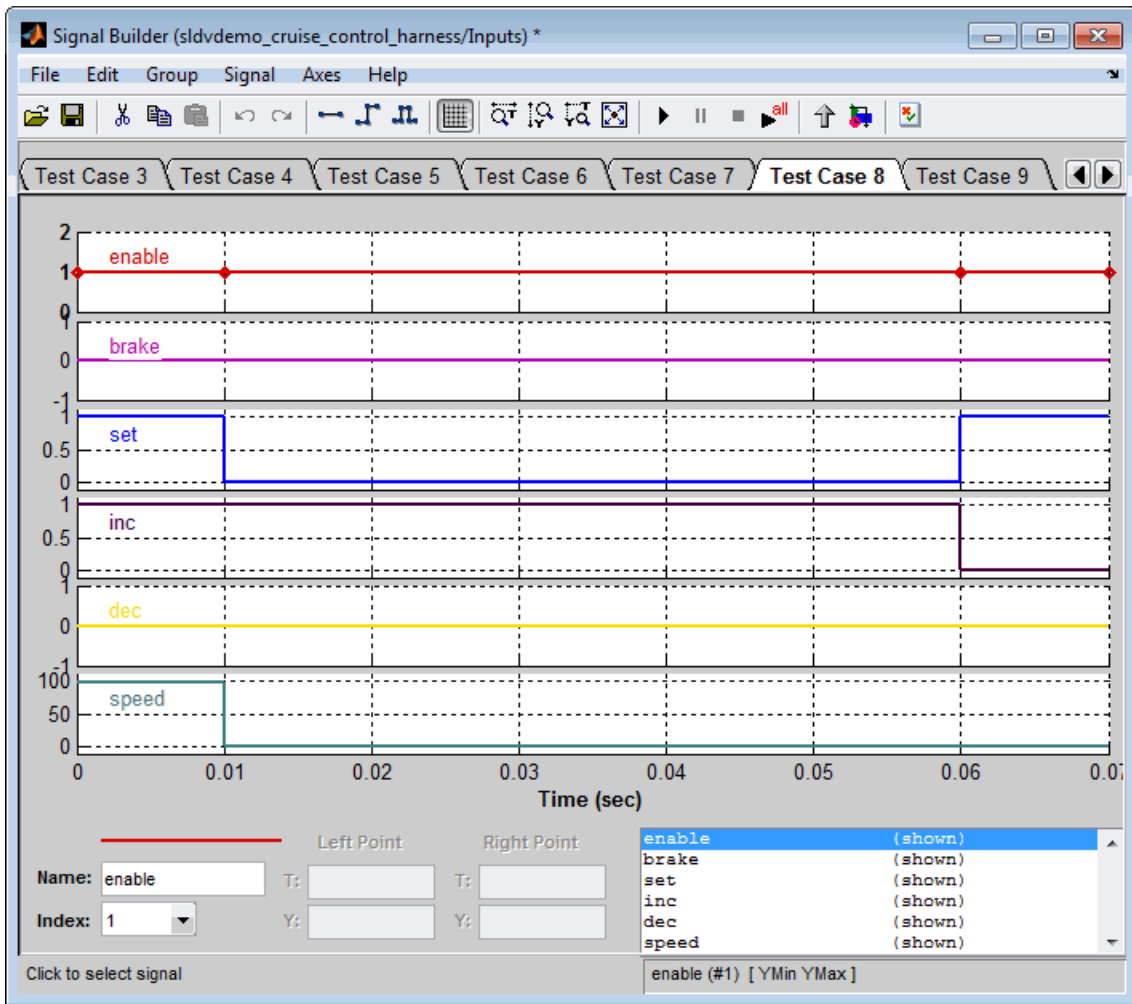 Signal Builder (sldvdemo_cruise_control_harness/Inputs) *
File Edit Group Signal Axes Help
all
Test Case 3 Test Case 4 Test Case 5 Test Case 6 Test Case 7 Test Case 8 Test Case 9
2
enable
1
0
1
brake
0
-1
1
set
0.5
0
1
inc
0.5
0
1
dec
0
-1
100
speed
50
0
0 0.01 0.02 0.03 0.04 0.05 0.06 0.07
Time (sec)
Left Point Right Point
Name: enable T: T:
Index: 1 Y: Y:
enable (shown)
brake (shown)
set (shown)
inc (shown)
dec (shown)
speed (shown)
Click to select signal
enable (#1) [ YMin YMax ]